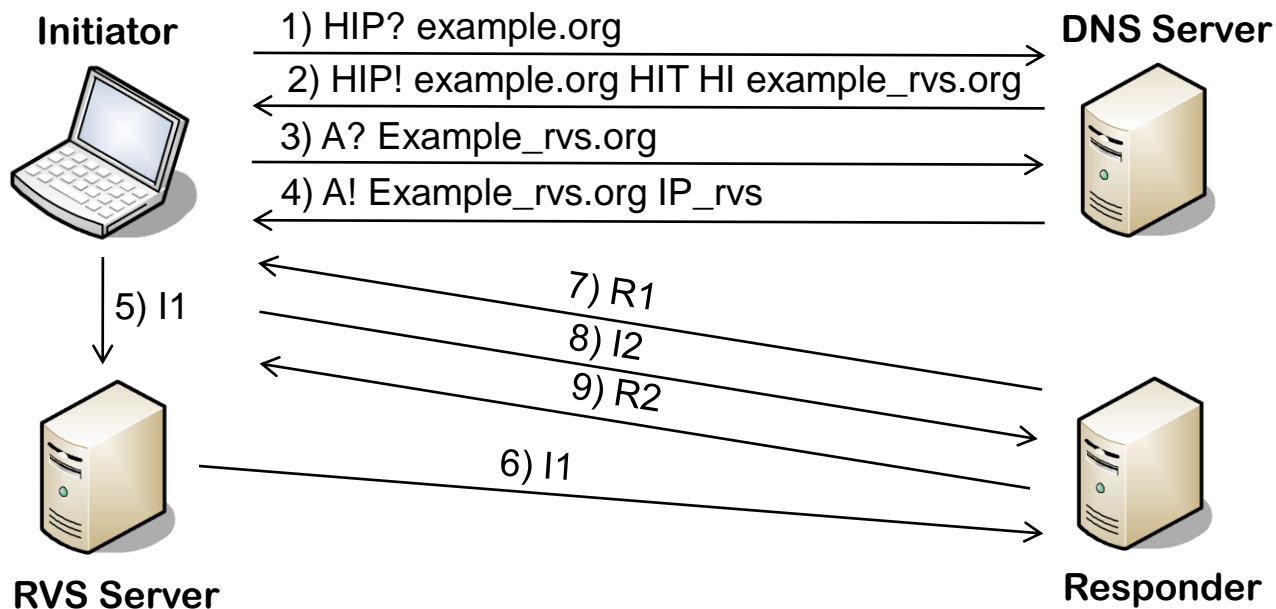 Initiator
1) HIP? example.org
DNS Server
2) HIP! example.org HIT HI example_rvs.org
3) A? Example_rvs.org
4) A! Example_rvs.org IP_rvs
5) I1
7) R1
8) I2
9) R2
6) I1
RVS Server
Responder